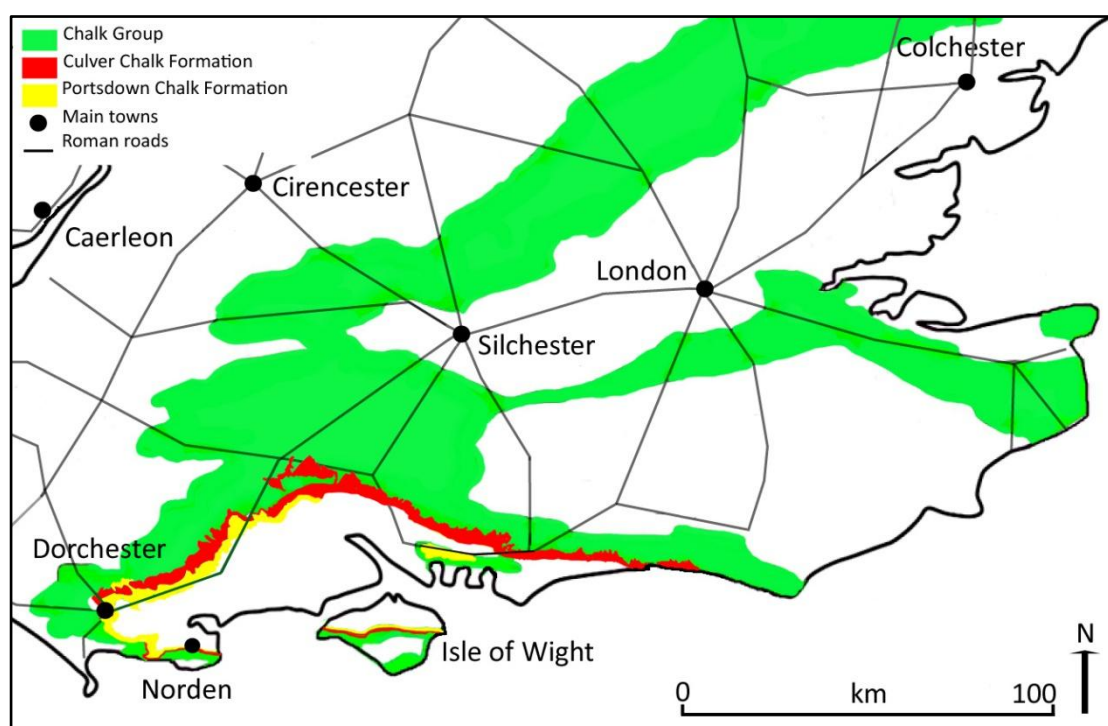 Chalk Group
Culver Chalk Formation
Portsdown Chalk Formation
Main towns
Roman roads
Colchester
Cirencester
Caerleon
London
Silchester
Dorchester
Isle of Wight
Norden
N
0 km 100